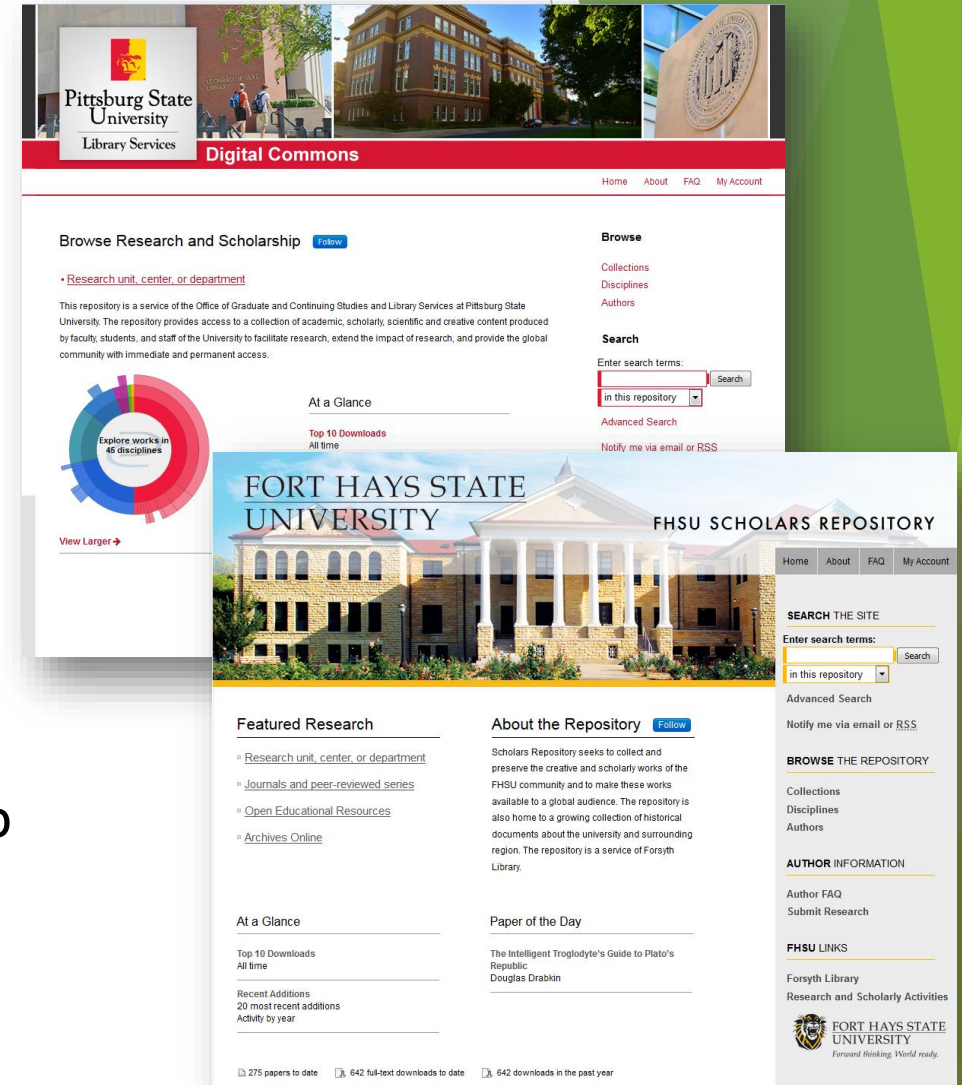 LEONARD H. AXE
LIBRARY
Pittsburg State
University
Library Services
Digital Commons
Home About FAQ My Account
Browse Research and Scholarship Follow
• Research unit, center, or department
This repository is a service of the Office of Graduate and Continuing Studies and Library Services at Pittsburg State
University. The repository provides access to a collection of academic, scholarly, scientific and creative content produced
by faculty, students, and staff of the University to facilitate research, extend the impact of research, and provide the global
community with immediate and permanent access.
Explore works in
45 disciplines
View Larger →
At a Glance
Top 10 Downloads
All time
Browse
Collections
Disciplines
Authors
Search
Enter search terms:
Search
in this repository
Advanced Search
Notify me via email or RSS
FORT HAYS STATE
UNIVERSITY
FHSU SCHOLARS REPOSITORY
Home About FAQ My Account
Featured Research
Research unit, center, or department
Journals and peer-reviewed series
Open Educational Resources
Archives Online
About the Repository Follow
Scholars Repository seeks to collect and
preserve the creative and scholarly works of the
FHSU community and to make these works
available to a global audience. The repository is
also home to a growing collection of historical
documents about the university and surrounding
region. The repository is a service of Forsyth
Library.
At a Glance
Top 10 Downloads
All time
Recent Additions
20 most recent additions
Activity by year
Paper of the Day
The Intelligent Troglodyte's Guide to Plato's
Republic
Douglas Drabkin
275 papers to date 642 full-text downloads to date 642 downloads in the past year
SEARCH THE SITE
Enter search terms:
Search
in this repository
Advanced Search
Notify me via email or RSS
BROWSE THE REPOSITORY
Collections
Disciplines
Authors
AUTHOR INFORMATION
Author FAQ
Submit Research
FHSU LINKS
Forsyth Library
Research and Scholarly Activities
FORT HAYS STATE
UNIVERSITY
Forward thinking. World ready.